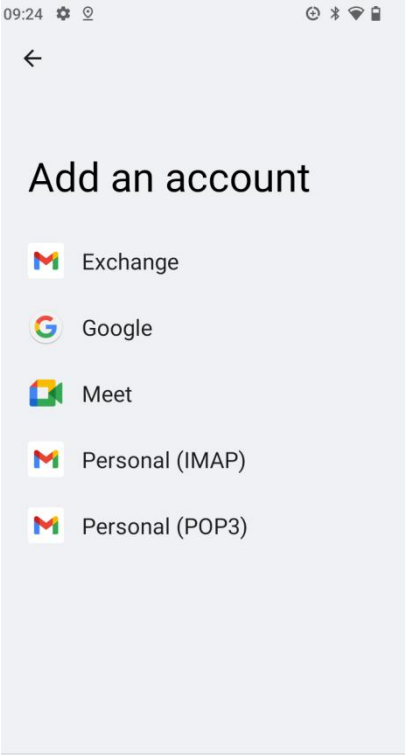 09:24
Add an account
Exchange
Google
Meet
Personal (IMAP)
Personal (POP3)